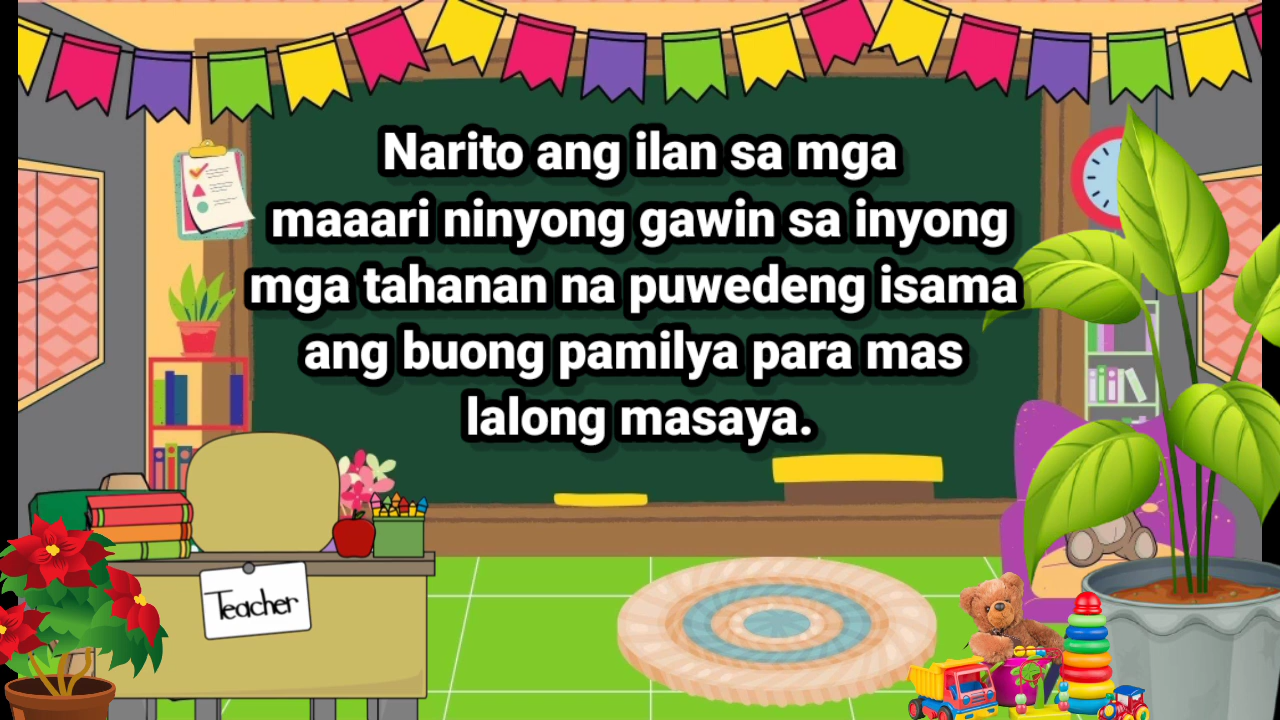 Narito ang ilan sa mga
maaari ninyong gawin sa inyong
mga tahanan na puwedeng isama
ang buong pamilya para mas
lalong masaya.
Teacher